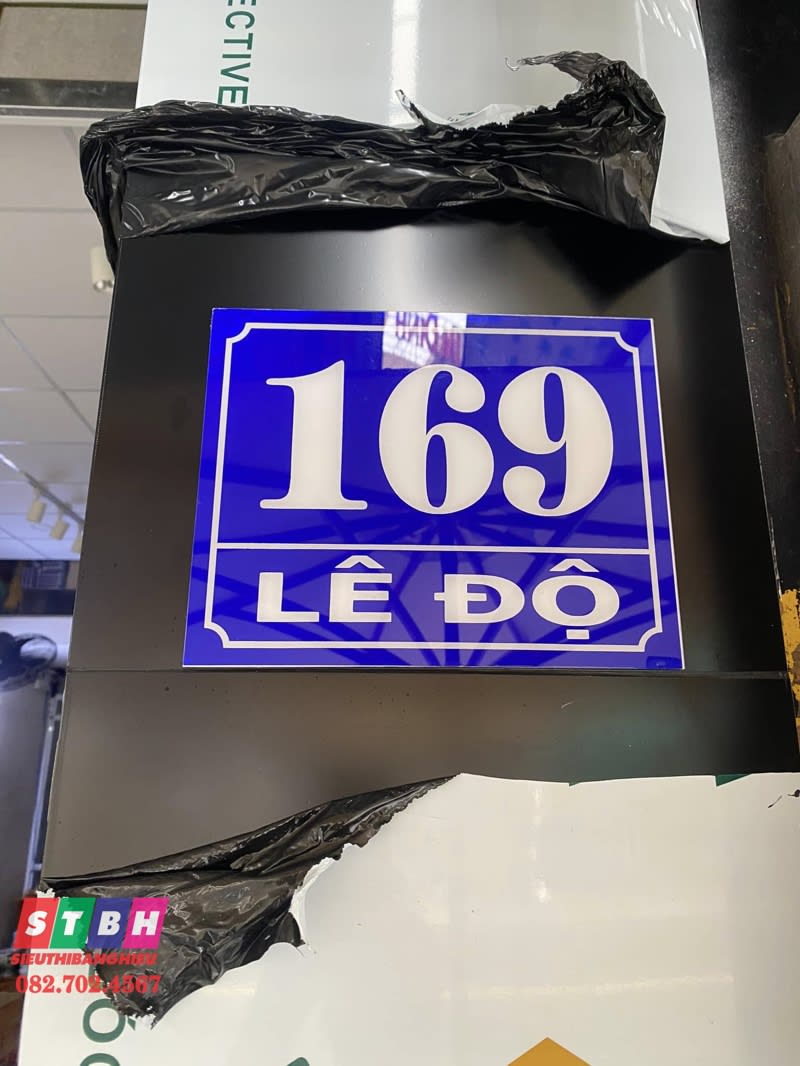 ECTIVE
169
LÊ ĐỘ
STBH
SIEUTHIBANGHIEU
082.702.4567